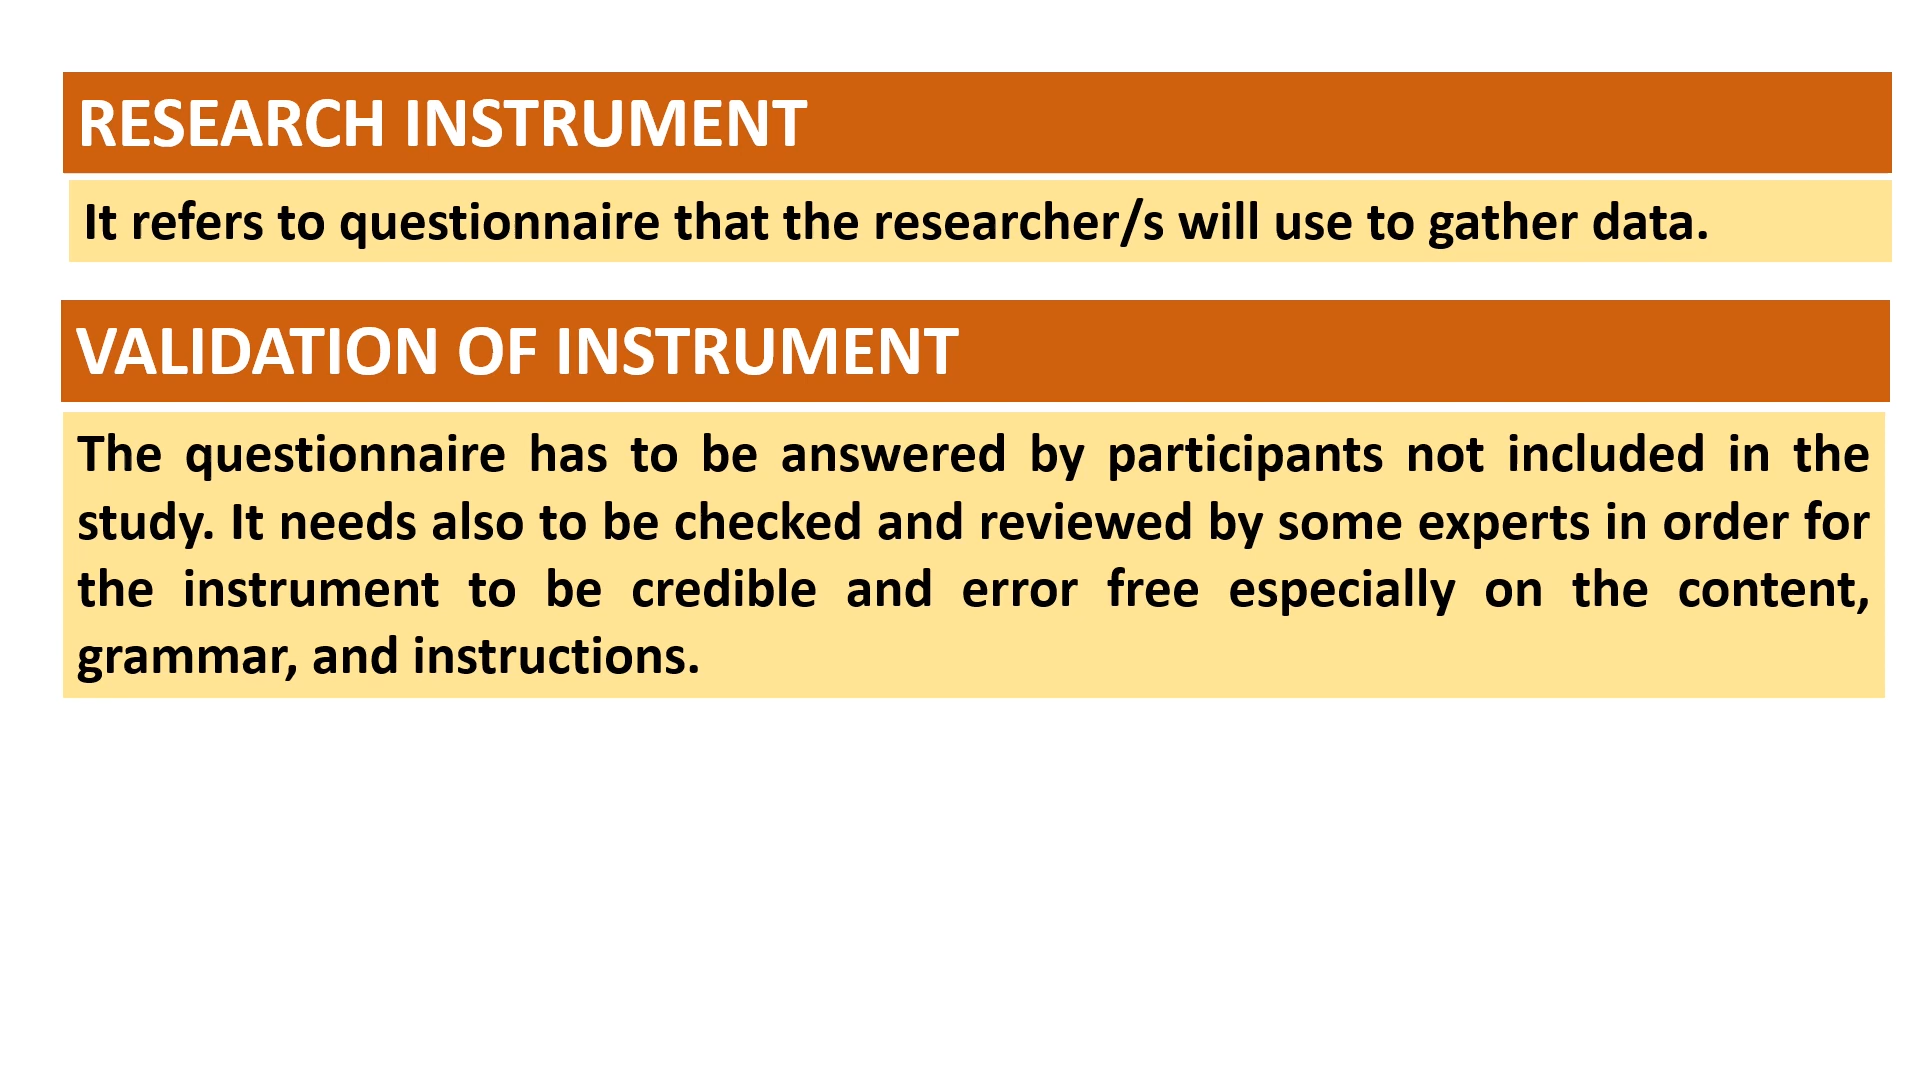 RESEARCH INSTRUMENT
It refers to questionnaire that the researcher/s will use to gather data.
VALIDATION OF INSTRUMENT
The questionnaire has to be answered by participants not included in the
study. It needs also to be checked and reviewed by some experts in order for
the instrument to be credible and error free especially on the content,
grammar, and instructions.